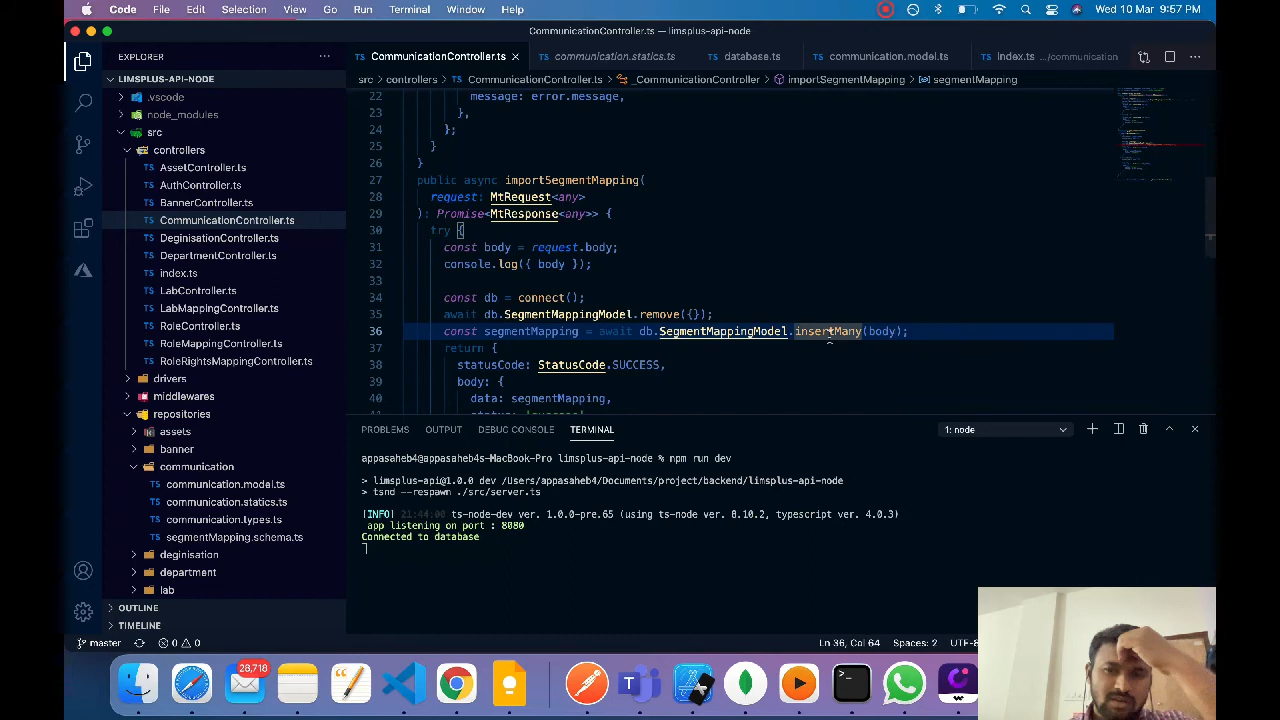 Code File Edit Selection View Go Run Terminal Window Help
Wed 10 Mar 9:57 PM
CommunicationController.ts — limsplus-api-node
EXPLORER
CommunicationController.ts
communication.statics.ts
database.ts
communication.model.ts
index.ts .../communication
LIMSPLUS-API-NODE
src controllers CommunicationController.ts _CommunicationController importSegmentMapping segmentMapping
.vscode
node_modules
src
controllers
AssetController.ts
AuthController.ts
BannerController.ts
CommunicationController.ts
DeginisationController.ts
DepartmentController.ts
index.ts
LabController.ts
LabMappingController.ts
RoleController.ts
RoleMappingController.ts
RoleRightsMappingController.ts
drivers
middlewares
repositories
assets
banner
communication
communication.model.ts
communication.statics.ts
communication.types.ts
segmentMapping.schema.ts
deginisation
department
lab
OUTLINE
TIMELINE
22 message: error.message,
23 },
24 };
25 }
26 }
27 public async importSegmentMapping(
28 request: MtRequest<any>
29 ): Promise<MtResponse<any>> {
30 try {
31 const body = request.body;
32 console.log({ body });
33
34 const db = connect();
35 await db.SegmentMappingModel.remove({});
36 const segmentMapping = await db.SegmentMappingModel.insertMany(body);
37 return {
38 statusCode: StatusCode.SUCCESS,
39 body: {
40 data: segmentMapping,
PROBLEMS OUTPUT DEBUG CONSOLE TERMINAL
1: node
appasaheb4@appasaheb4s-MacBook-Pro limsplus-api-node % npm run dev
> limsplus-api@1.0.0 dev /Users/appasaheb4/Documents/project/backend/limsplus-api-node
> tsnd --respawn ./src/server.ts
[INFO] 21:44:00 ts-node-dev ver. 1.0.0-pre.65 (using ts-node ver. 8.10.2, typescript ver. 4.0.3)
app listening on port : 8080
Connected to database
master
0 0
Ln 36, Col 64
Spaces: 2
UTF-8
28,718